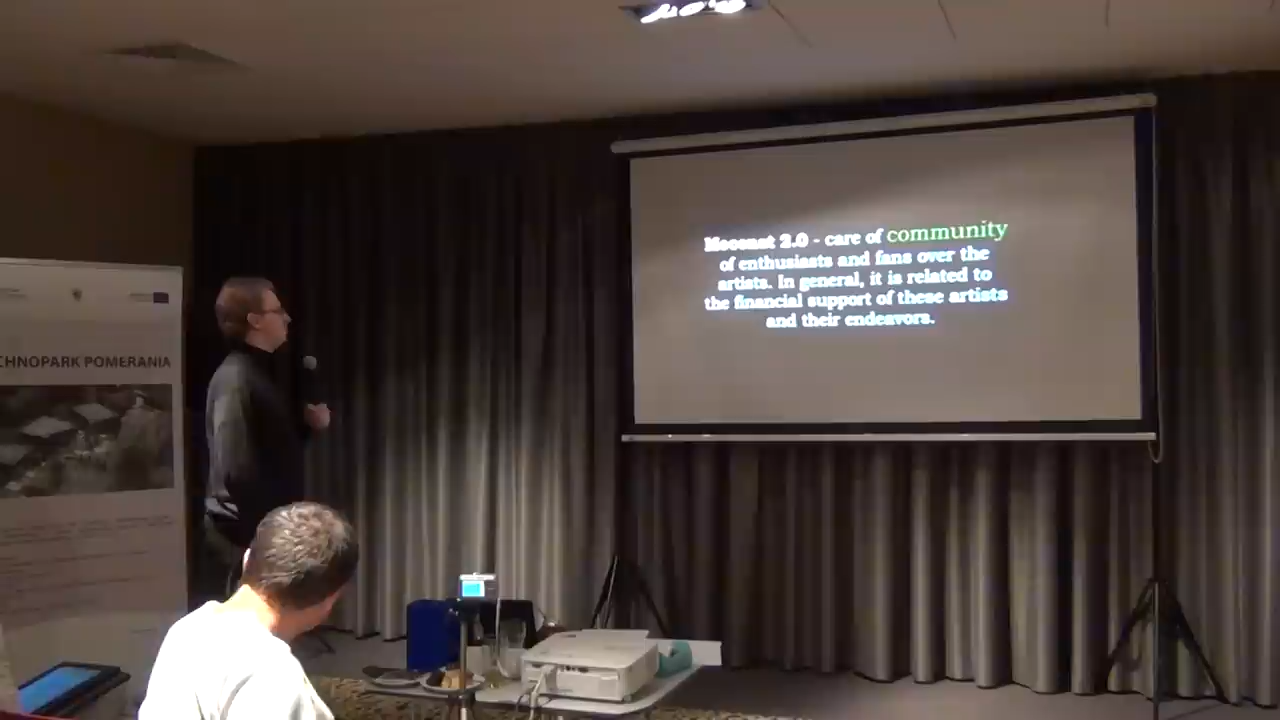 CHNOPARK POMERANIA
Mecenat 2.0 - care of community
of enthusiasts and fans over the
artists. In general, it is related to
the financial support of these artists
and their endeavors.